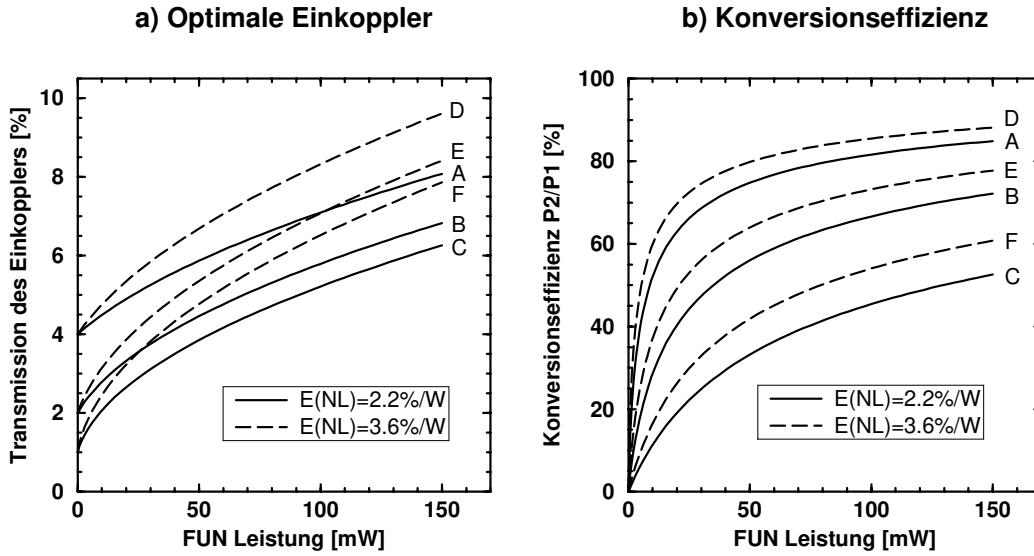 a) Optimale Einkoppler
Transmission des Einkopplers [%]
10
8
6
4
2
0
D
E
A
F
B
C
E(NL)=2.2%/W
E(NL)=3.6%/W
0
50
100
150
FUN Leistung [mW]
b) Konversionseffizienz
Konversionseffizienz P2/P1 [%]
100
80
60
40
20
0
D
A
E
B
F
C
E(NL)=2.2%/W
E(NL)=3.6%/W
0
50
100
150
FUN Leistung [mW]